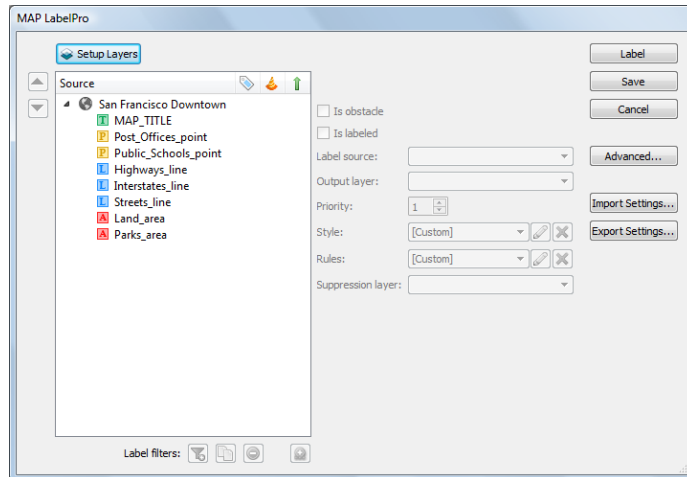 MAP LabelPro
Setup Layers
Source
San Francisco Downtown
T MAP_TITLE
P Post_Offices_point
P Public_Schools_point
L Highways_line
L Interstates_line
L Streets_line
A Land_area
A Parks_area
Label filters:
Is obstacle
Is labeled
Label source:
Output layer:
Priority: 1
Style: [Custom]
Rules: [Custom]
Suppression layer:
Label
Save
Cancel
Advanced...
Import Settings...
Export Settings...